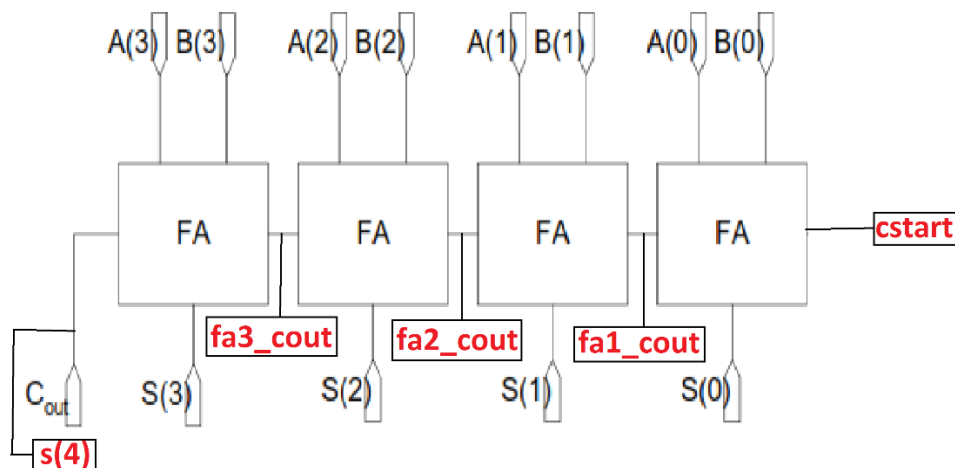 A(3) B(3) A(2) B(2) A(1) B(1) A(0) B(0)
FA FA FA FA cstart
fa3_cout fa2_cout fa1_cout
Cout S(3) S(2) S(1) S(0)
s(4)